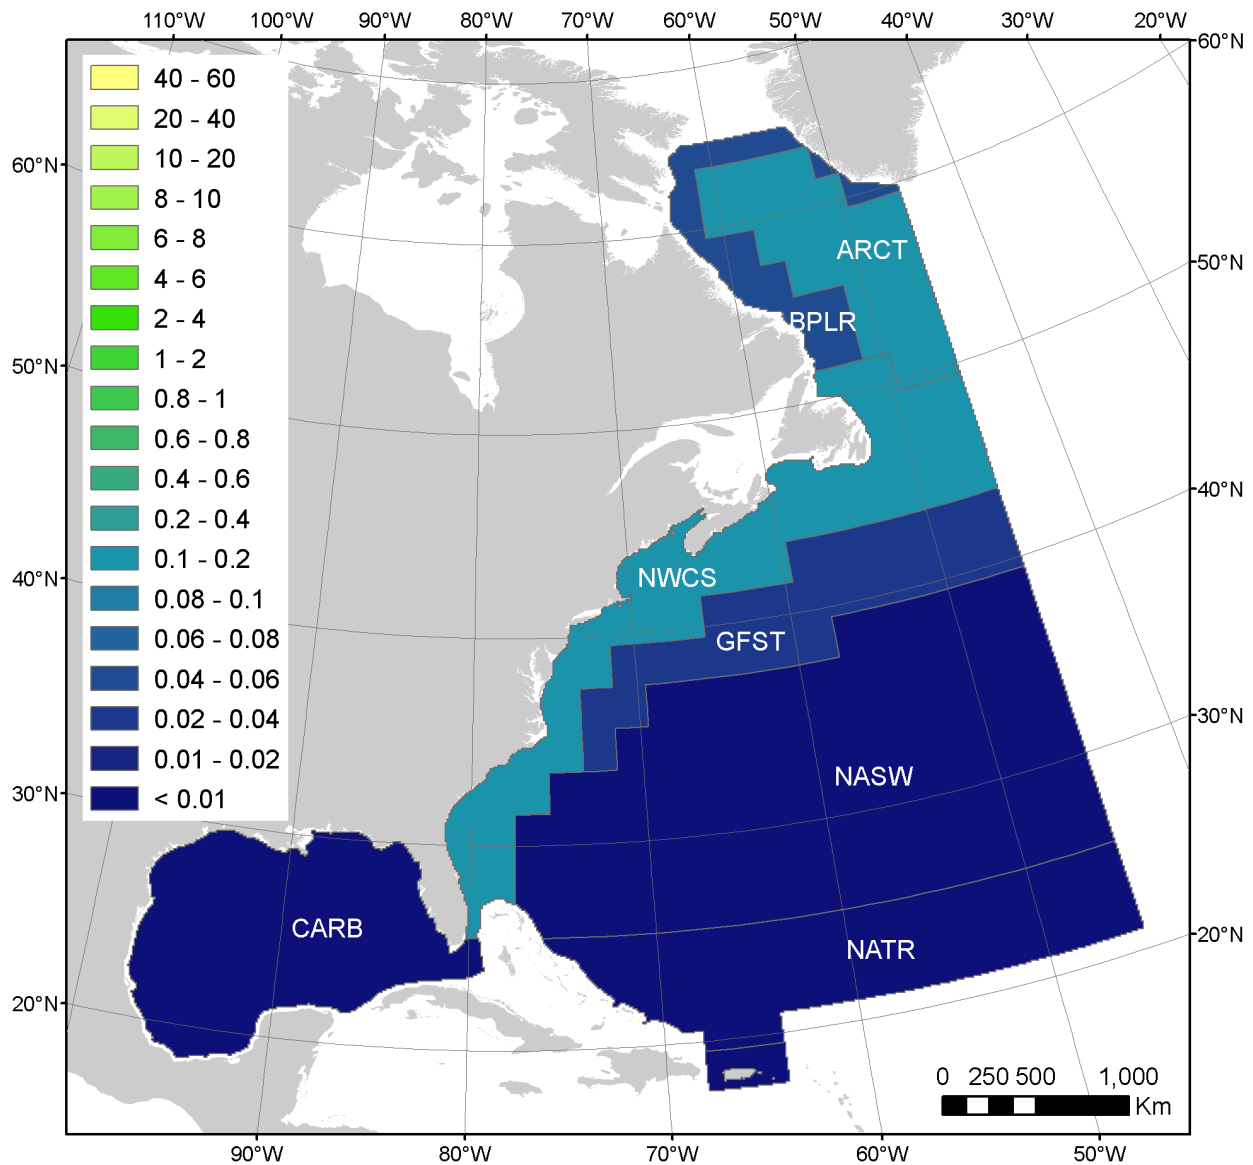 110°W 100°W 90°W 80°W 70°W 60°W 50°W 40°W 30°W 20°W
60°N
40 - 60
20 - 40
10 - 20
8 - 10
6 - 8
4 - 6
2 - 4
1 - 2
0.8 - 1
0.6 - 0.8
0.4 - 0.6
0.2 - 0.4
0.1 - 0.2
0.08 - 0.1
0.06 - 0.08
0.04 - 0.06
0.02 - 0.04
0.01 - 0.02
< 0.01
60°N
50°N
40°N
30°N
20°N
ARCT
BPLR
NWCS
GFST
NASW
CARB
NATR
50°N
40°N
30°N
20°N
0 250 500 1,000
Km
90°W 80°W 70°W 60°W 50°W